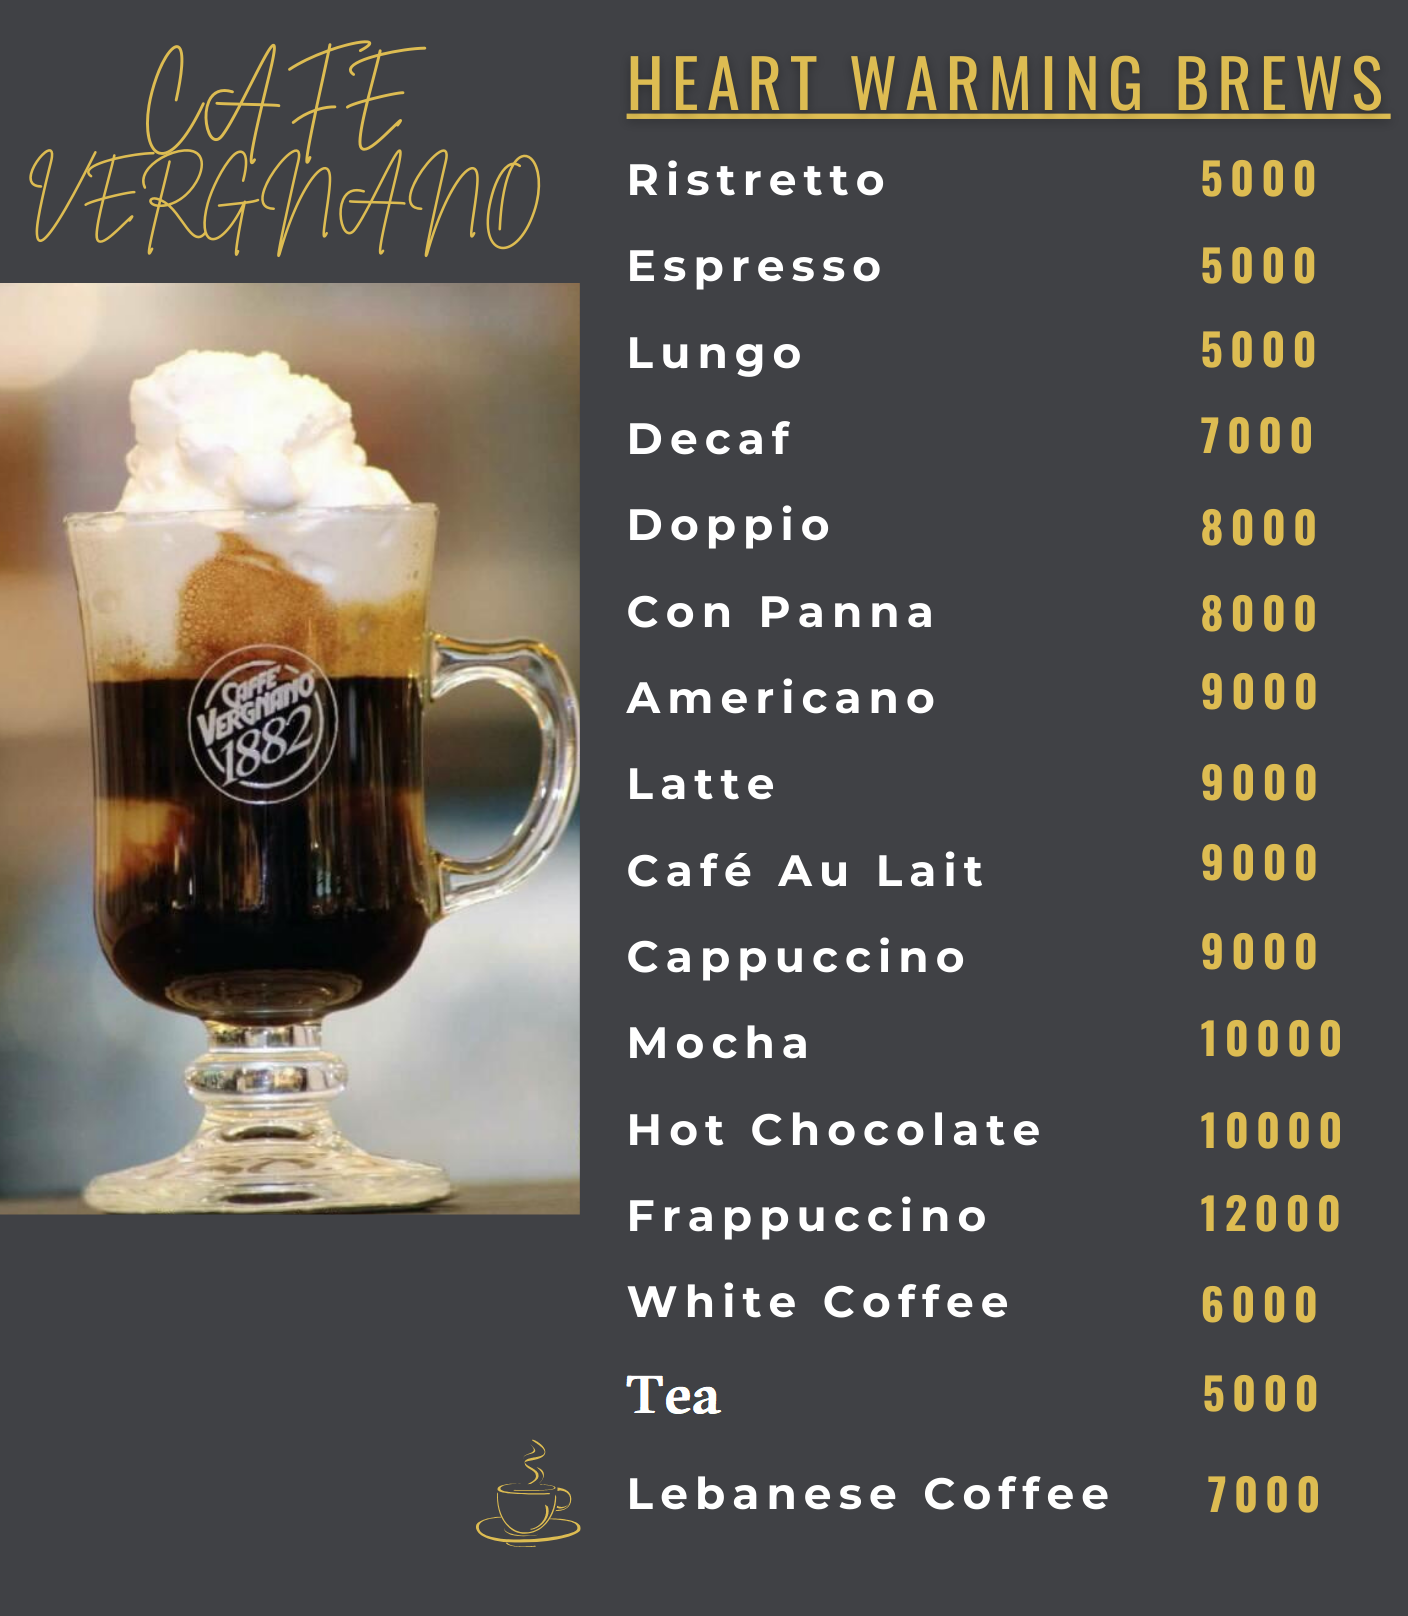 CAFE
VERGNANO
CAFFE'
VERGNANO
1882
HEART WARMING BREWS
Ristretto 5000
Espresso 5000
Lungo 5000
Decaf 7000
Doppio 8000
Con Panna 8000
Americano 9000
Latte 9000
Café Au Lait 9000
Cappuccino 9000
Mocha 10000
Hot Chocolate 10000
Frappuccino 12000
White Coffee 6000
Tea 5000
Lebanese Coffee 7000